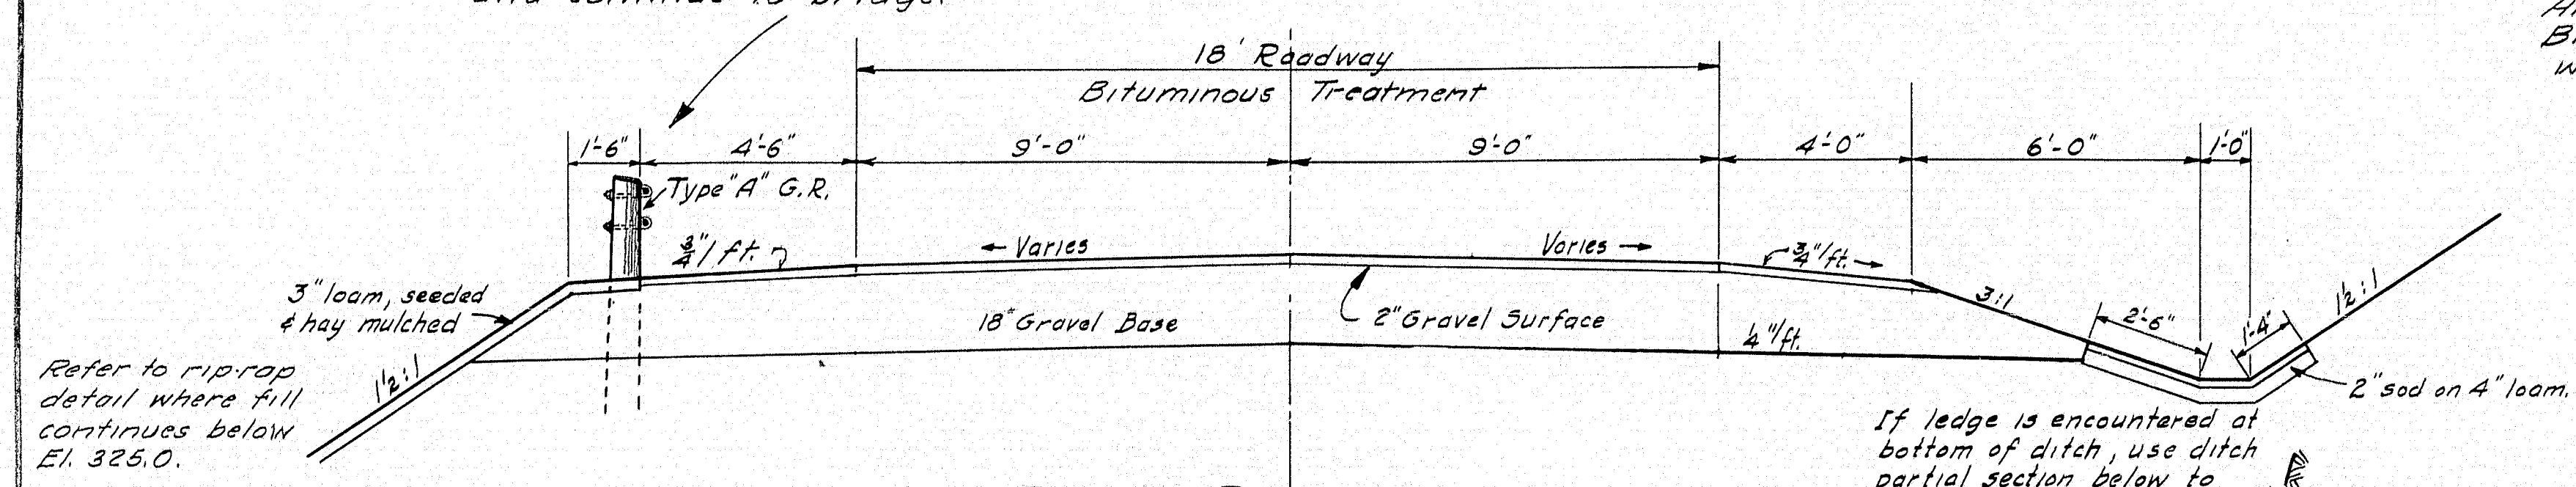 and continue to bridge.
18' Roadway
Bituminous Treatment
1'-6"
4'-6"
9'-0"
9'-0"
4'-0"
6'-0"
1'-0"
Type "A" G.R.
3/4"/ft.
← Varies
Varies →
3/4"/ft. →
3"loam, seeded
& hay mulched
18" Gravel Base
2" Gravel Surface
1/4"/ft.
3:1
2'-6"
1'-4"
1½:1
1½:1
Refer to rip-rap
detail where fill
continues below
El. 325.0.
2" sod on 4" loam.
If ledge is encountered at
bottom of ditch, use ditch
partial section below to